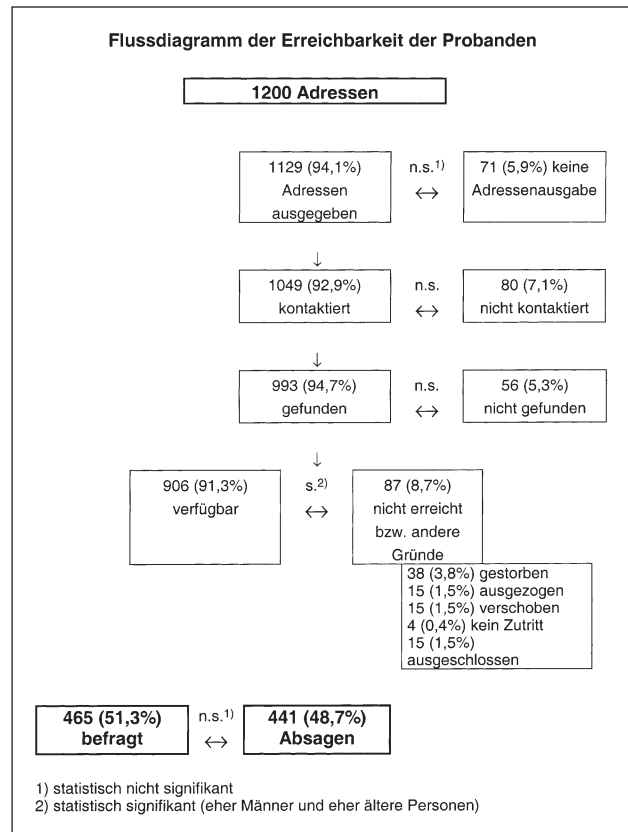 Flussdiagramm der Erreichbarkeit der Probanden
1200 Adressen
1129 (94,1%)
Adressen
ausgegeben
n.s.1)
↔
71 (5,9%) keine
Adressenausgabe
↓
1049 (92,9%)
kontaktiert
n.s.
↔
80 (7,1%)
nicht kontaktiert
↓
993 (94,7%)
gefunden
n.s.
↔
56 (5,3%)
nicht gefunden
↓
906 (91,3%)
verfügbar
s.2)
↔
87 (8,7%)
nicht erreicht
bzw. andere
Gründe
38 (3,8%) gestorben
15 (1,5%) ausgezogen
15 (1,5%) verschoben
4 (0,4%) kein Zutritt
15 (1,5%)
ausgeschlossen
465 (51,3%)
befragt
n.s.1)
↔
441 (48,7%)
Absagen
1) statistisch nicht signifikant
2) statistisch signifikant (eher Männer und eher ältere Personen)